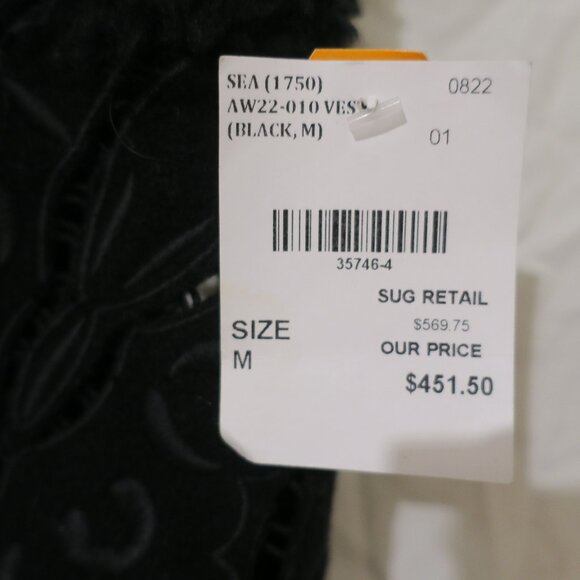 SEA (1750) 0822
AW22-010 VEST
(BLACK, M) 01
35746-4
SUG RETAIL
$569.75
SIZE
OUR PRICE
M
$451.50